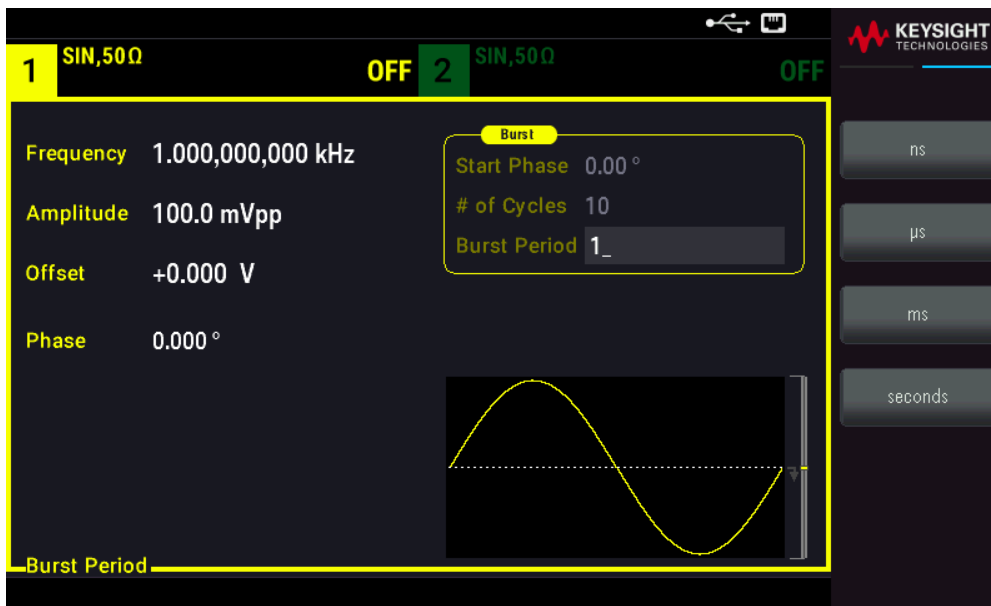 KEYSIGHT
TECHNOLOGIES
1 SIN,50Ω OFF 2 SIN,50Ω OFF
Frequency 1.000,000,000 kHz
Amplitude 100.0 mVpp
Offset +0.000 V
Phase 0.000 °
Burst
Start Phase 0.00 °
# of Cycles 10
Burst Period 1_
Burst Period
ns
µs
ms
seconds